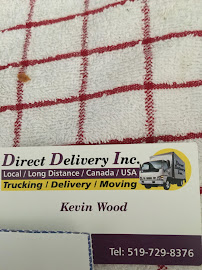 Direct Delivery Inc.
Local / Long Distance / Canada / USA
Trucking / Delivery / Moving
Kevin Wood
Tel: 519-729-8376